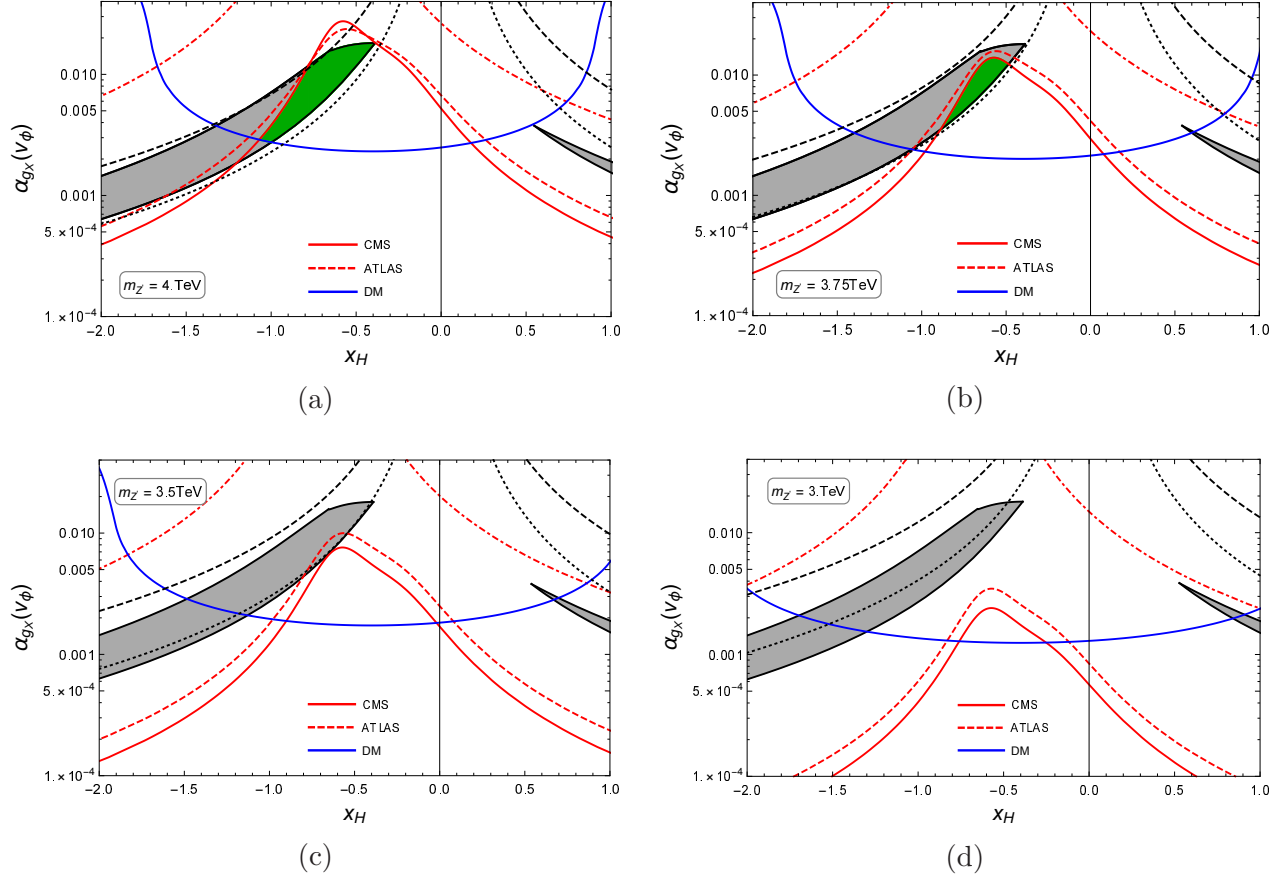 α_{g_X}(v_ϕ)
0.010
0.005
0.001
5.×10⁻⁴
1.×10⁻⁴
CMS
ATLAS
DM
m_{Z'} = 4.TeV
−2.0 −1.5 −1.0 −0.5 0.0 0.5 1.0
x_H
(a)
α_{g_X}(v_ϕ)
0.010
0.005
0.001
5.×10⁻⁴
1.×10⁻⁴
CMS
ATLAS
DM
m_{Z'} = 3.75TeV
−2.0 −1.5 −1.0 −0.5 0.0 0.5 1.0
x_H
(b)
α_{g_X}(v_ϕ)
m_{Z'} = 3.5TeV
0.010
0.005
0.001
5.×10⁻⁴
1.×10⁻⁴
CMS
ATLAS
DM
−2.0 −1.5 −1.0 −0.5 0.0 0.5 1.0
x_H
(c)
α_{g_X}(v_ϕ)
m_{Z'} = 3.TeV
0.010
0.005
0.001
5.×10⁻⁴
1.×10⁻⁴
CMS
ATLAS
DM
−2.0 −1.5 −1.0 −0.5 0.0 0.5 1.0
x_H
(d)